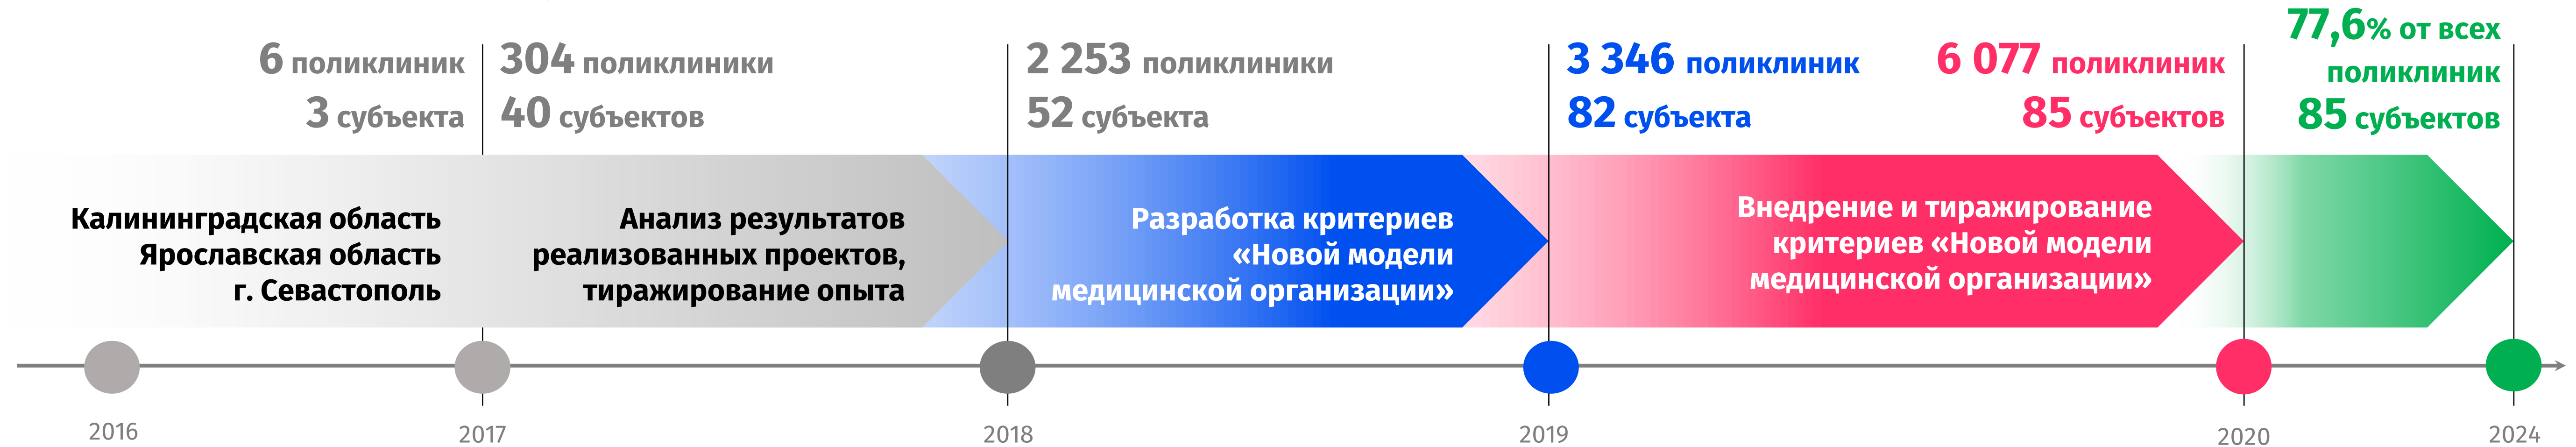 6 поликлиник
3 субъекта
304 поликлиники
40 субъектов
2 253 поликлиники
52 субъекта
3 346 поликлиник
82 субъекта
6 077 поликлиник
85 субъектов
77,6% от всех
поликлиник
85 субъектов
Калининградская область
Ярославская область
г. Севастополь
Анализ результатов
реализованных проектов,
тиражирование опыта
Разработка критериев
«Новой модели
медицинской организации»
Внедрение и тиражирование
критериев «Новой модели
медицинской организации»
2016
2017
2018
2019
2020
2024